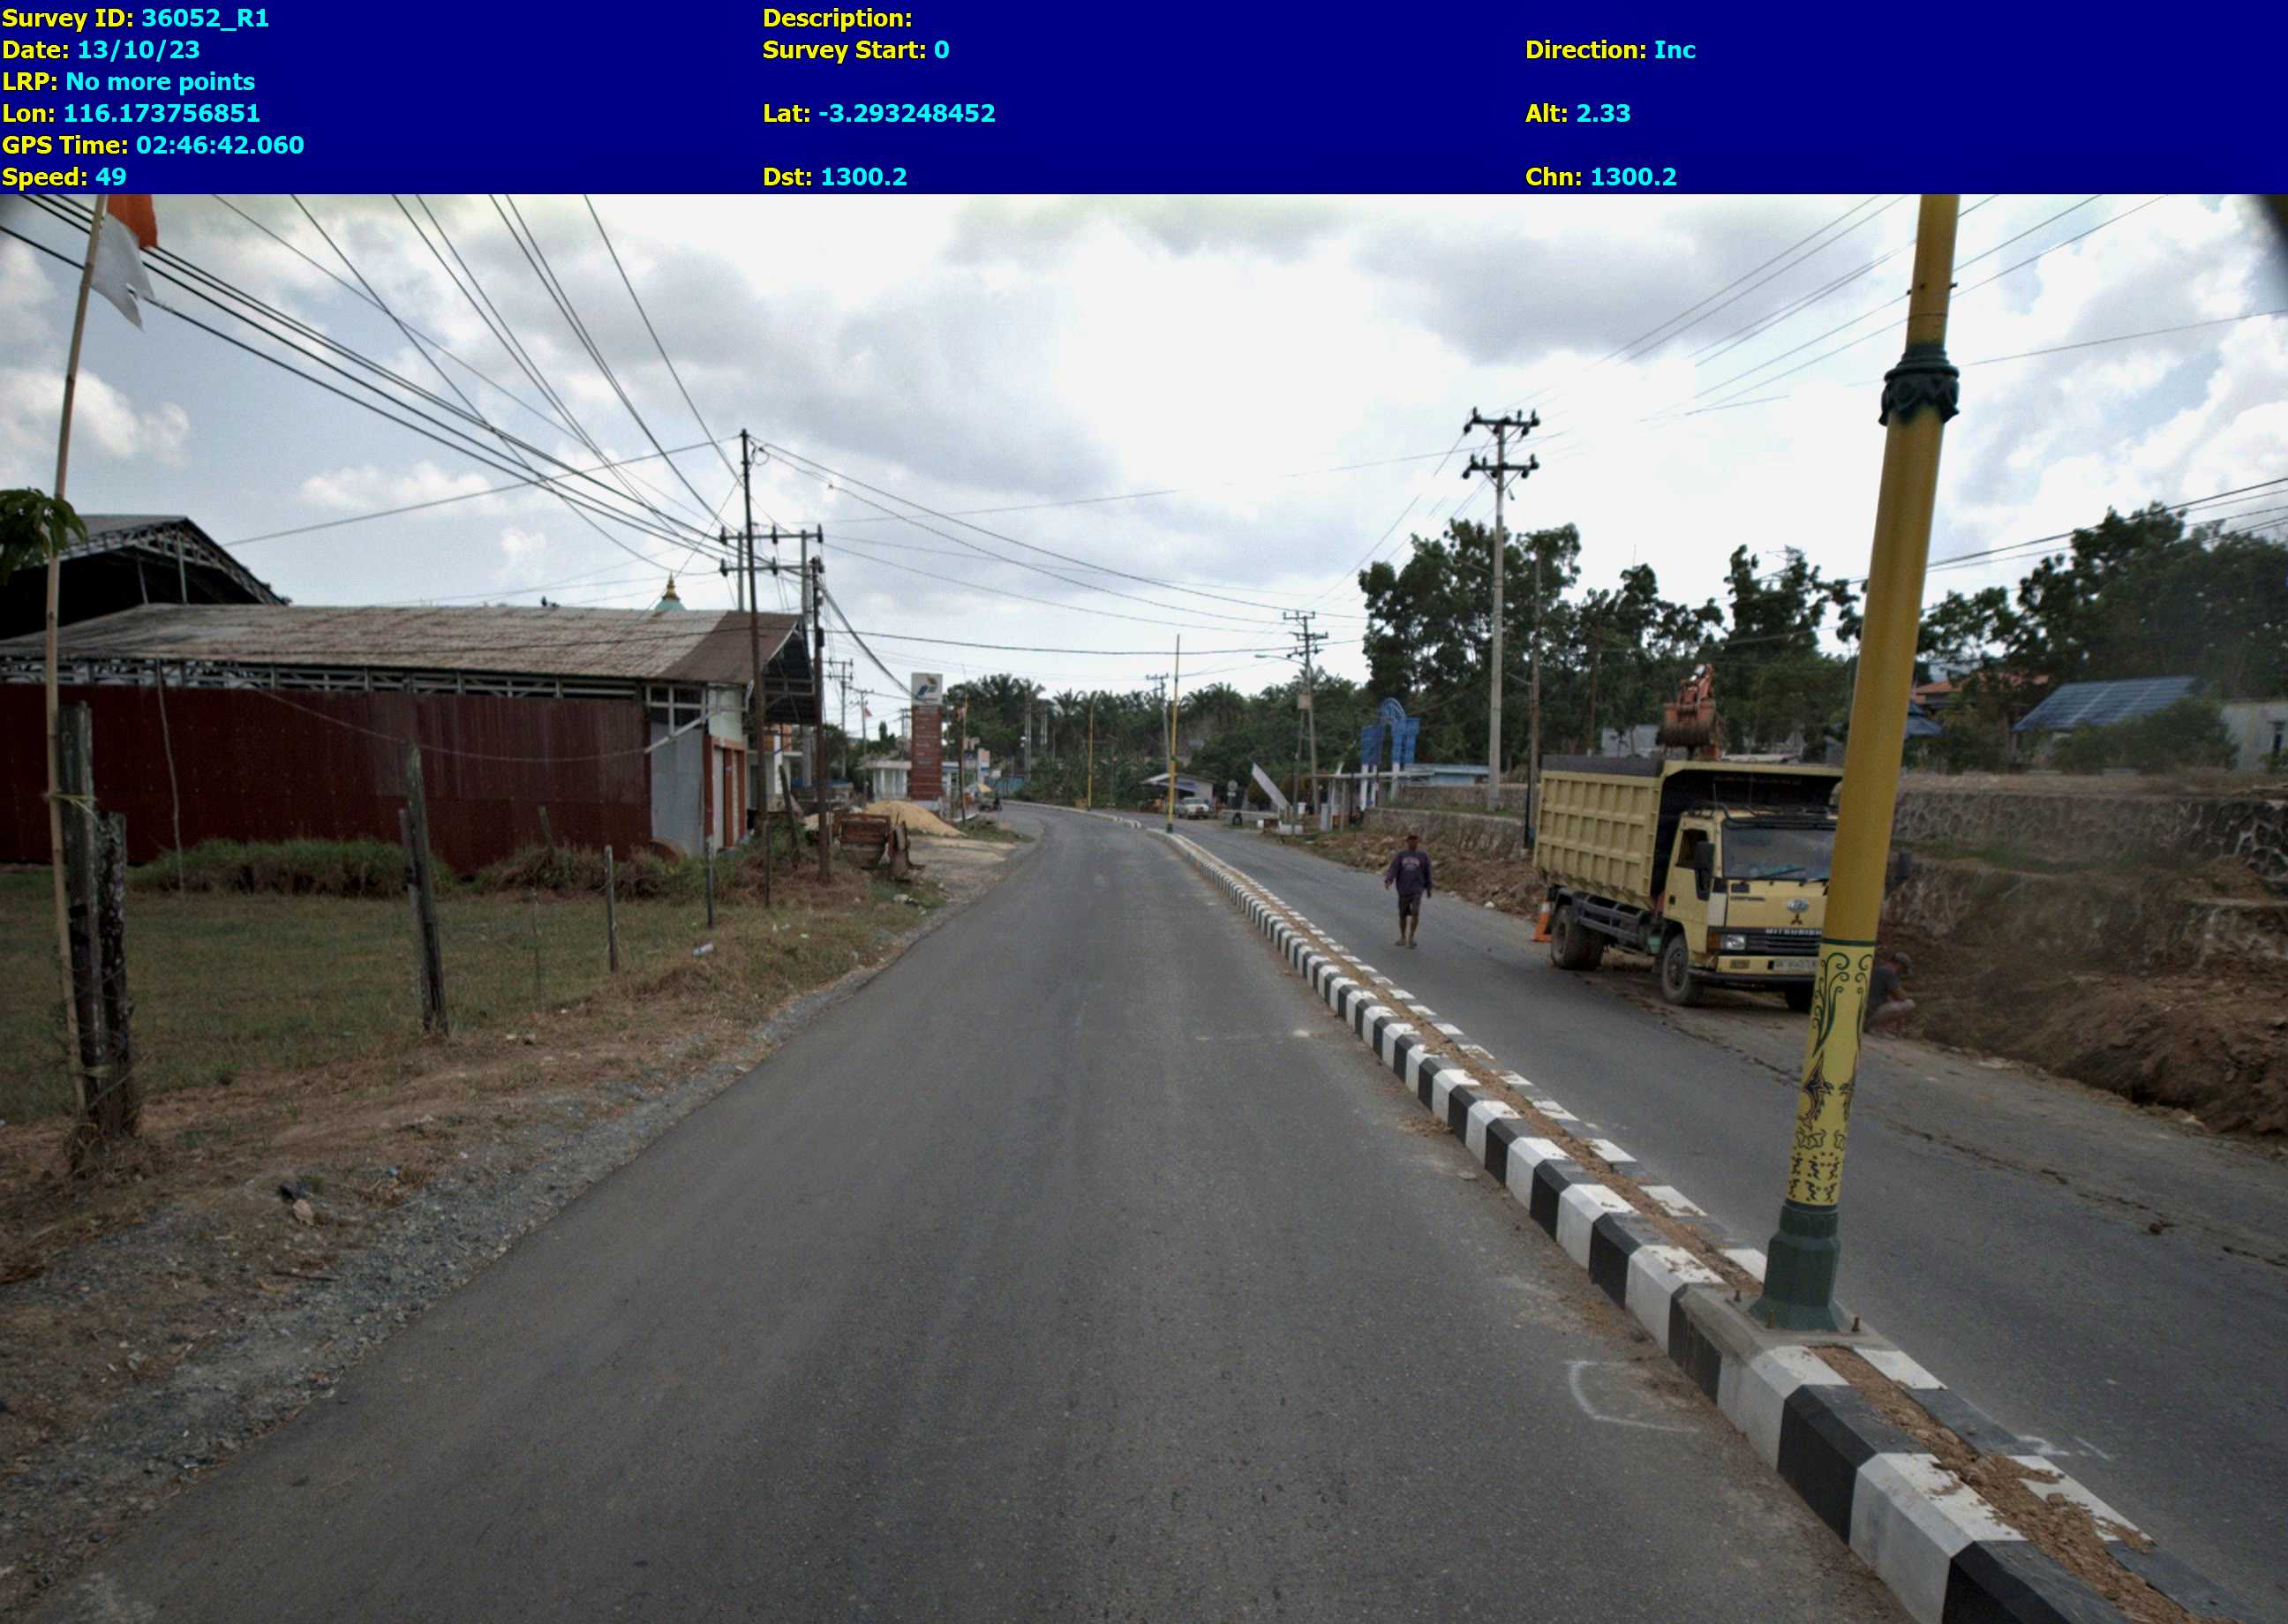 Survey ID: 36052_R1
Description:
Date: 13/10/23
Survey Start: 0
Direction: Inc
LRP: No more points
Lon: 116.173756851
Lat: -3.293248452
Alt: 2.33
GPS Time: 02:46:42.060
Speed: 49
Dst: 1300.2
Chn: 1300.2
MITSUBISHI